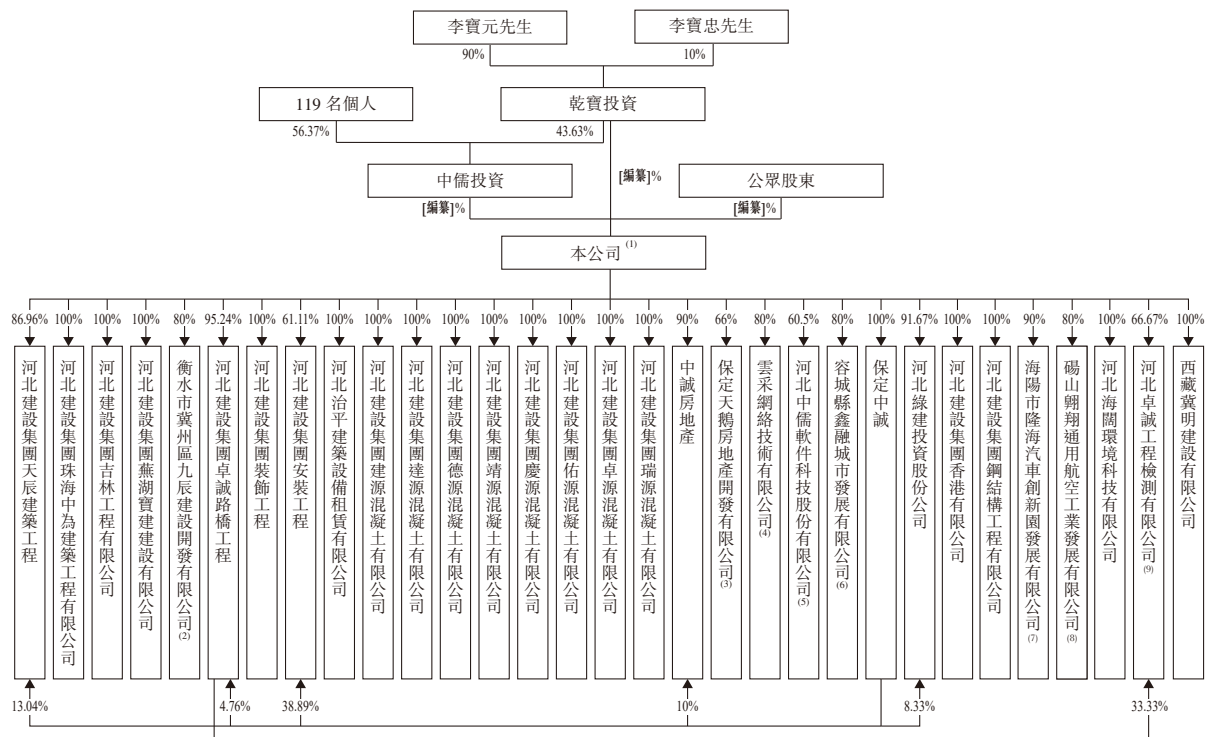 李寶元先生
李寶忠先生
90%
10%
119 名個人
乾寶投資
56.37%
43.63%
中儒投資
[編纂]%
公眾股東
[編纂]%
[編纂]%
本公司(1)
86.96%
100%
100%
100%
80%
95.24%
100%
61.11%
100%
100%
100%
100%
100%
100%
100%
100%
100%
90%
66%
80%
60.5%
80%
100%
91.67%
100%
100%
90%
80%
100%
66.67%
100%
河北建設集團天辰建築工程
河北建設集團珠海中為建築工程有限公司
河北建設集團吉林工程有限公司
河北建設集團蕪湖寶建建設有限公司
衡水市冀州區九辰建設開發有限公司(2)
河北建設集團卓誠路橋工程
河北建設集團裝飾工程
河北建設集團安裝工程
河北治平建築設備租賃有限公司
河北建設集團建源混凝土有限公司
河北建設集團達源混凝土有限公司
河北建設集團德源混凝土有限公司
河北建設集團靖源混凝土有限公司
河北建設集團慶源混凝土有限公司
河北建設集團佑源混凝土有限公司
河北建設集團卓源混凝土有限公司
河北建設集團瑞源混凝土有限公司
中誠房地產
保定天鵝房地產開發有限公司(3)
雲采網絡技術有限公司(4)
河北中儒軟件科技股份有限公司(5)
容城縣鑫融城市發展有限公司(6)
保定中誠
河北綠建投資股份公司
河北建設集團香港有限公司
河北建設集團鋼結構工程有限公司
海陽市隆海汽車創新園發展有限公司(7)
碭山翺翔通用航空工業發展有限公司(8)
河北海闊環境科技有限公司
河北卓誠工程檢測有限公司(9)
西藏冀明建設有限公司
13.04%
4.76%
38.89%
10%
8.33%
33.33%